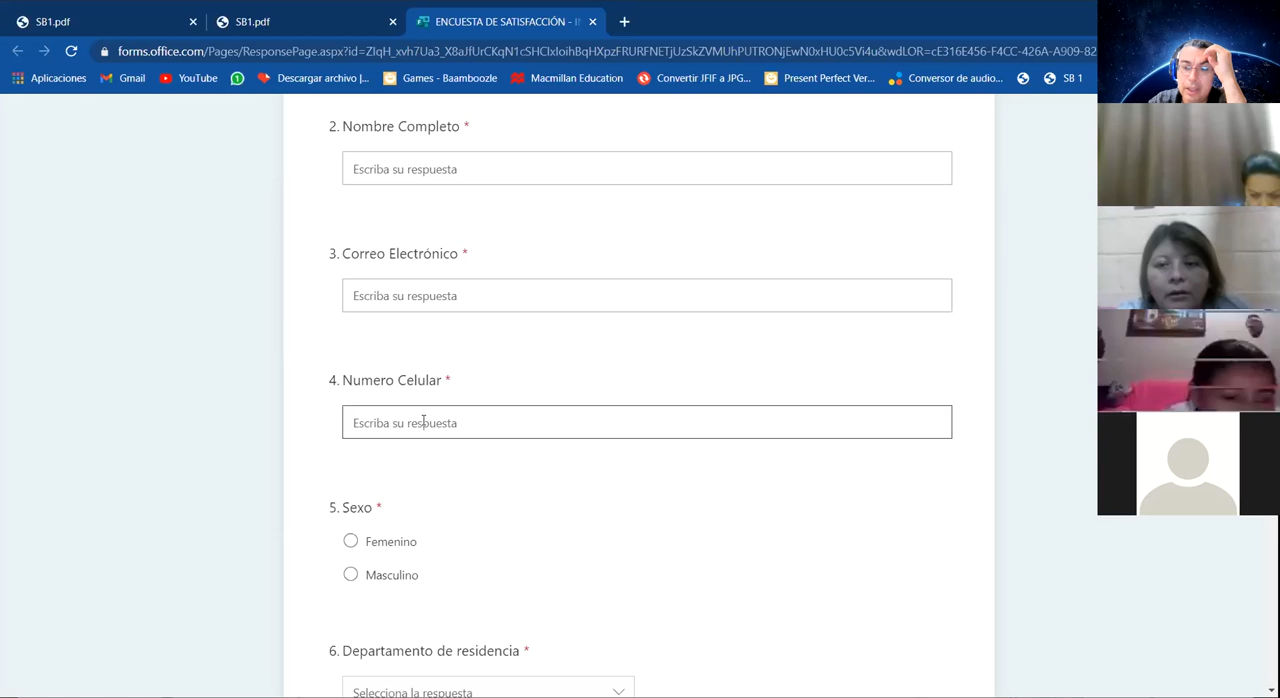 SB1.pdf
SB1.pdf
ENCUESTA DE SATISFACCIÓN - I
forms.office.com/Pages/ResponsePage.aspx?id=ZIqH_xvh7Ua3_X8aJfUrCKqN1cSHCIxIoihBqHXpzFRURFNETjUzSkZVMUhPUTRONjEwN0xHU0c5Vi4u&wdLOR=cE316E456-F4CC-426A-A909-82
Aplicaciones
Gmail
YouTube
Descargar archivo |...
Games - Baamboozle
Macmillan Education
Convertir JFIF a JPG...
Present Perfect Ver...
Conversor de audio...
SB 1
2. Nombre Completo *
Escriba su respuesta
3. Correo Electrónico *
Escriba su respuesta
4. Numero Celular *
Escriba su respuesta
5. Sexo *
Femenino
Masculino
6. Departamento de residencia *
Selecciona la respuesta